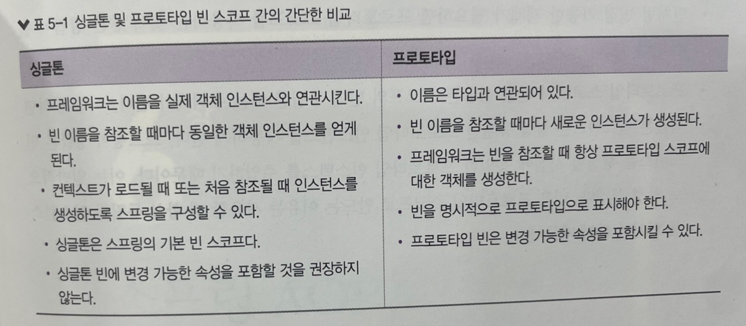 표 5-1 싱글톤 및 프로토타입 빈 스코프 간의 간단한 비교
싱글톤
• 프레임워크는 이름을 실제 객체 인스턴스와 연관시킨다.
• 빈 이름을 참조할 때마다 동일한 객체 인스턴스를 얻게
된다.
• 컨텍스트가 로드될 때 또는 처음 참조될 때 인스턴스를
생성하도록 스프링을 구성할 수 있다.
• 싱글톤은 스프링의 기본 빈 스코프다.
• 싱글톤 빈에 변경 가능한 속성을 포함할 것을 권장하지
않는다.
프로토타입
• 이름은 타입과 연관되어 있다.
• 빈 이름을 참조할 때마다 새로운 인스턴스가 생성된다.
• 프레임워크는 빈을 참조할 때 항상 프로토타입 스코프에
대한 객체를 생성한다.
• 빈을 명시적으로 프로토타입으로 표시해야 한다.
• 프로토타입 빈은 변경 가능한 속성을 포함시킬 수 있다.